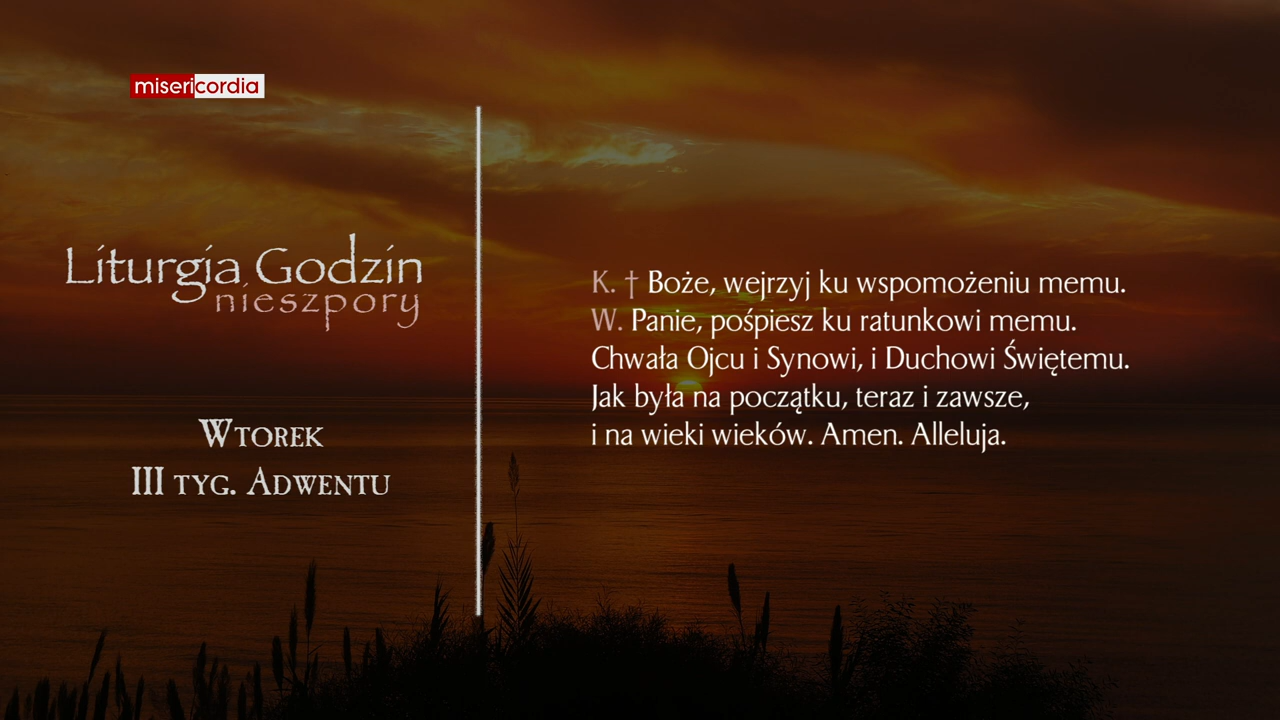 misericordia
Liturgia Godzin
nieszpory
Wtorek
III tyg. Adwentu
K. † Boże, wejrzyj ku wspomożeniu memu.
W. Panie, pośpiesz ku ratunkowi memu.
Chwała Ojcu i Synowi, i Duchowi Świętemu.
Jak była na początku, teraz i zawsze,
i na wieki wieków. Amen. Alleluja.